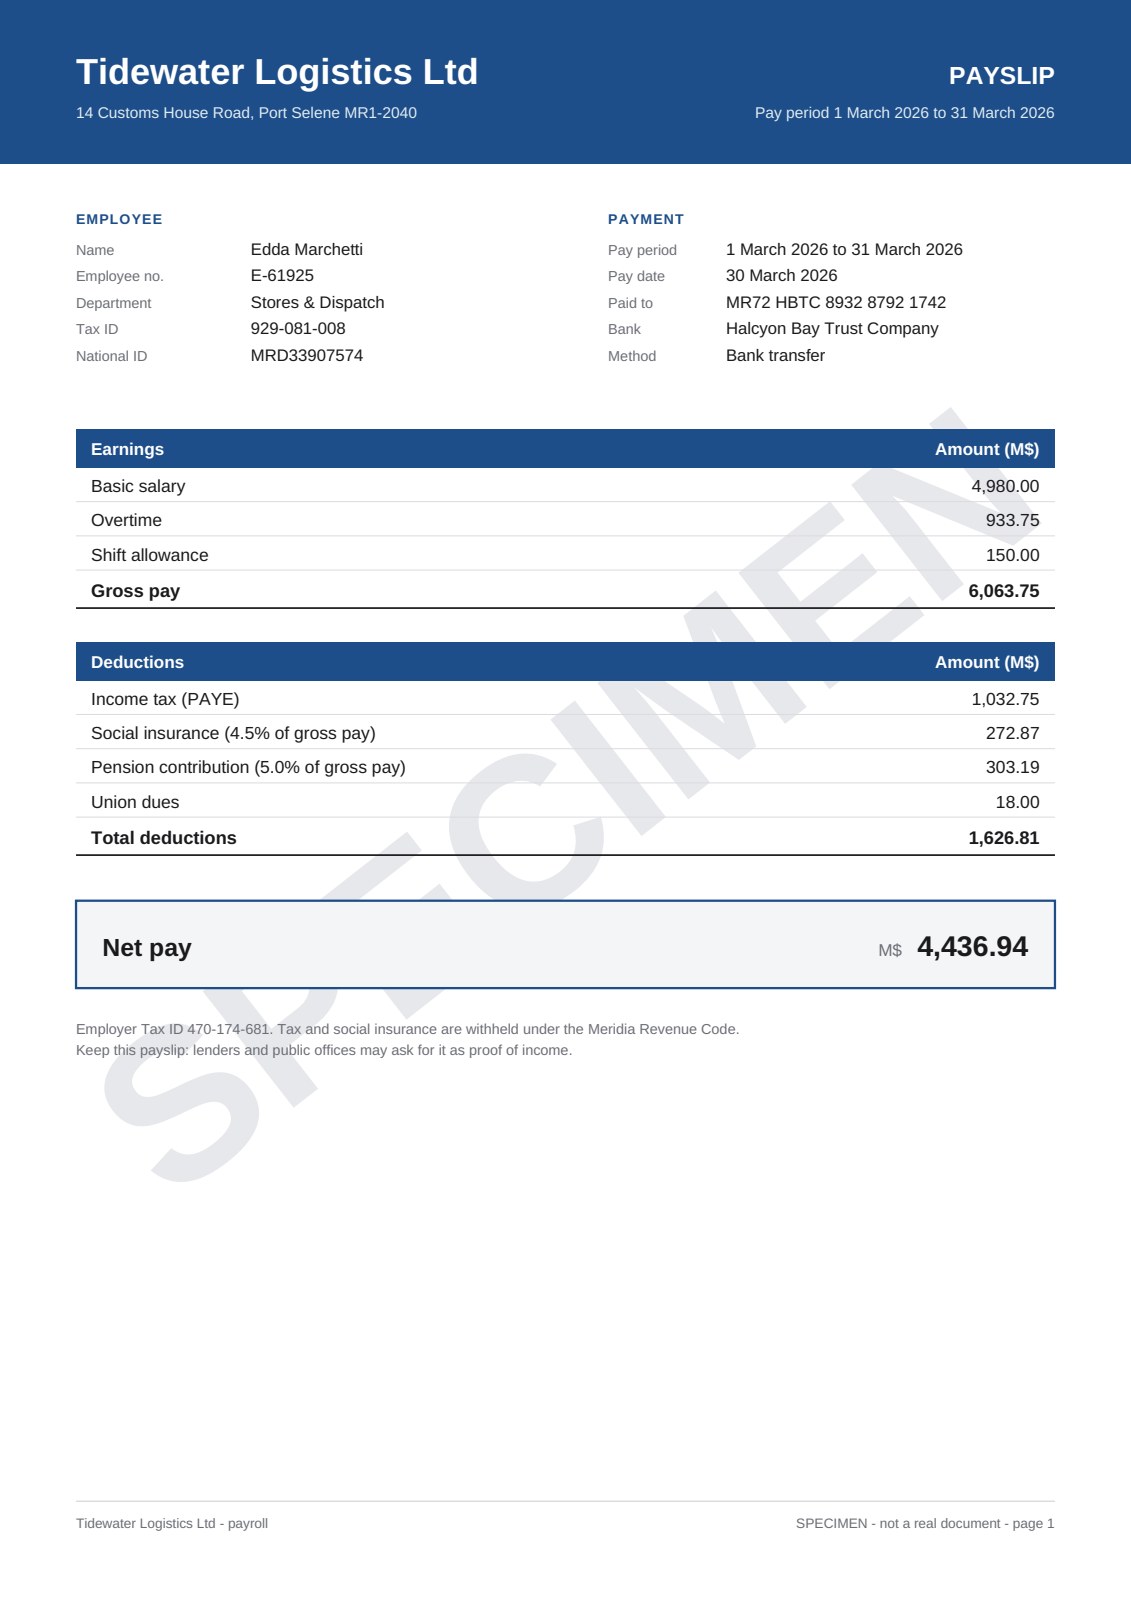 Tidewater Logistics Ltd
PAYSLIP
14 Customs House Road, Port Selene MR1-2040
Pay period 1 March 2026 to 31 March 2026
EMPLOYEE
Name Edda Marchetti
Employee no. E-61925
Department Stores & Dispatch
Tax ID 929-081-008
National ID MRD33907574
PAYMENT
Pay period 1 March 2026 to 31 March 2026
Pay date 30 March 2026
Paid to MR72 HBTC 8932 8792 1742
Bank Halcyon Bay Trust Company
Method Bank transfer
Earnings Amount (M$)
Basic salary 4,980.00
Overtime 933.75
Shift allowance 150.00
Gross pay 6,063.75
Deductions Amount (M$)
Income tax (PAYE) 1,032.75
Social insurance (4.5% of gross pay) 272.87
Pension contribution (5.0% of gross pay) 303.19
Union dues 18.00
Total deductions 1,626.81
Net pay M$ 4,436.94
Employer Tax ID 470-174-681. Tax and social insurance are withheld under the Meridia Revenue Code.
Keep this payslip: lenders and public offices may ask for it as proof of income.
SPECIMEN
Tidewater Logistics Ltd - payroll
SPECIMEN - not a real document - page 1